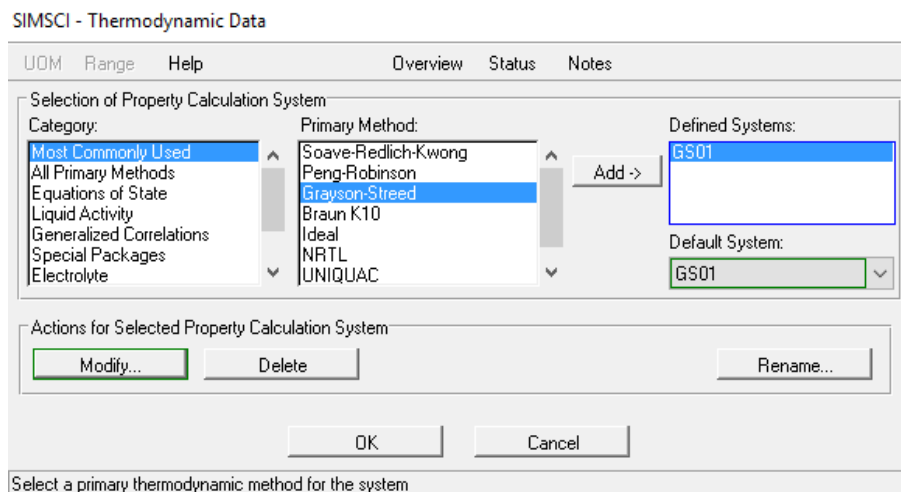 SIMSCI - Thermodynamic Data
UOM Range Help Overview Status Notes
Selection of Property Calculation System
Category: Primary Method: Defined Systems:
Most Commonly Used Soave-Redlich-Kwong GS01
All Primary Methods Peng-Robinson Add ->
Equations of State Grayson-Streed
Liquid Activity Braun K10
Generalized Correlations Ideal Default System:
Special Packages NRTL GS01
Electrolyte UNIQUAC
Actions for Selected Property Calculation System
Modify... Delete Rename...
OK Cancel
Select a primary thermodynamic method for the system